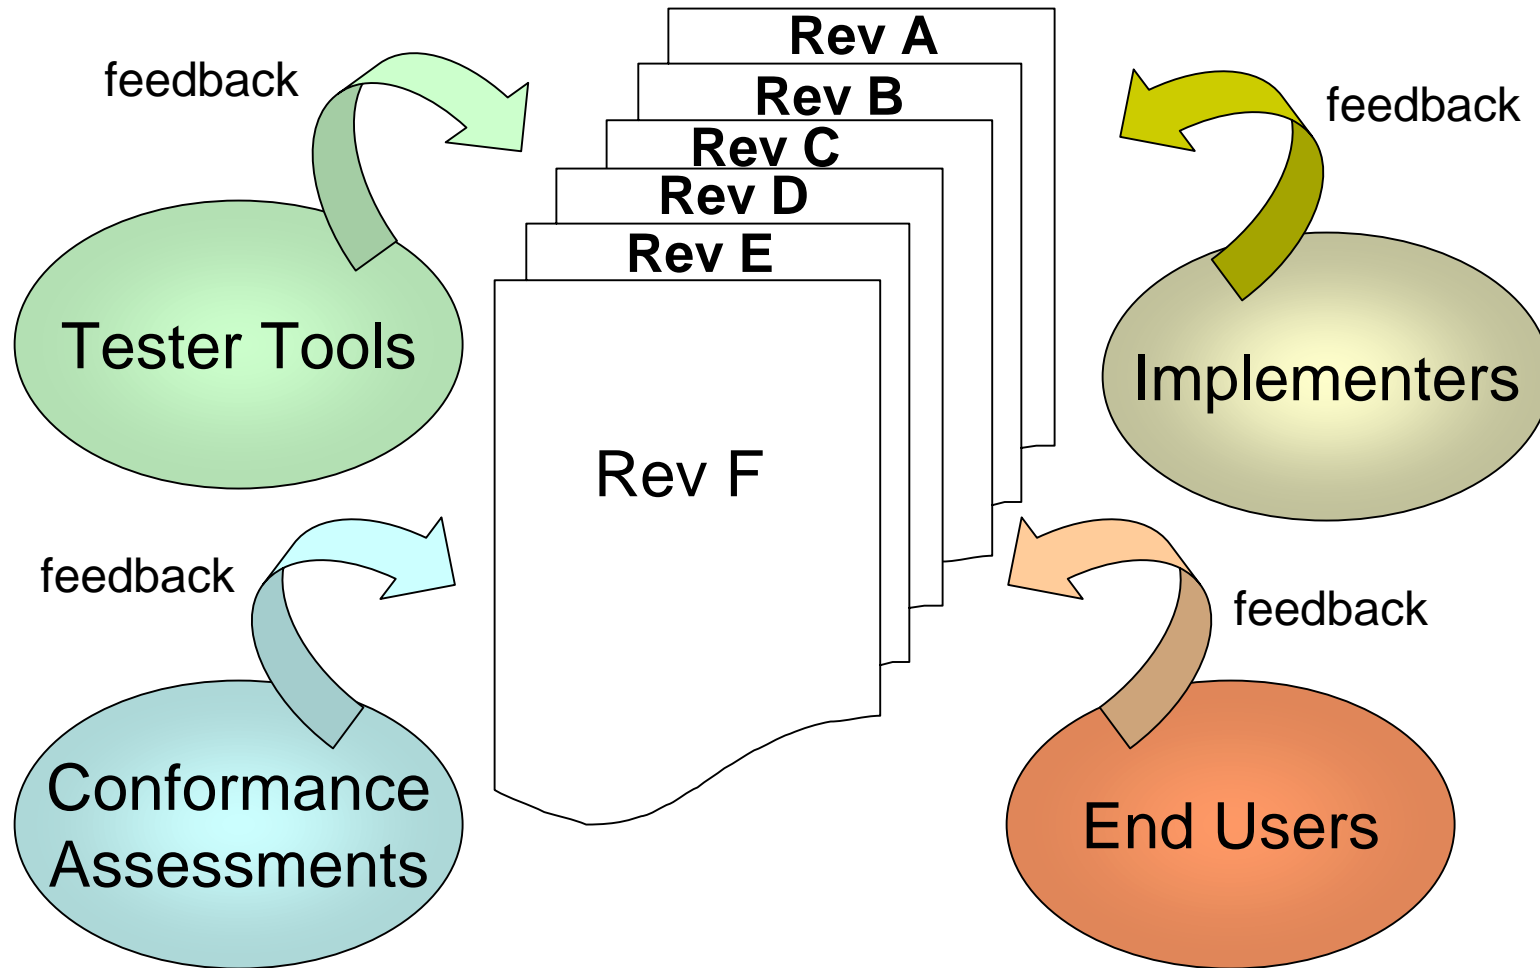 Rev A
feedback
Rev B
feedback
Rev C
Rev D
Rev E
Tester Tools
Implementers
Rev F
feedback
feedback
Conformance
Assessments
End Users